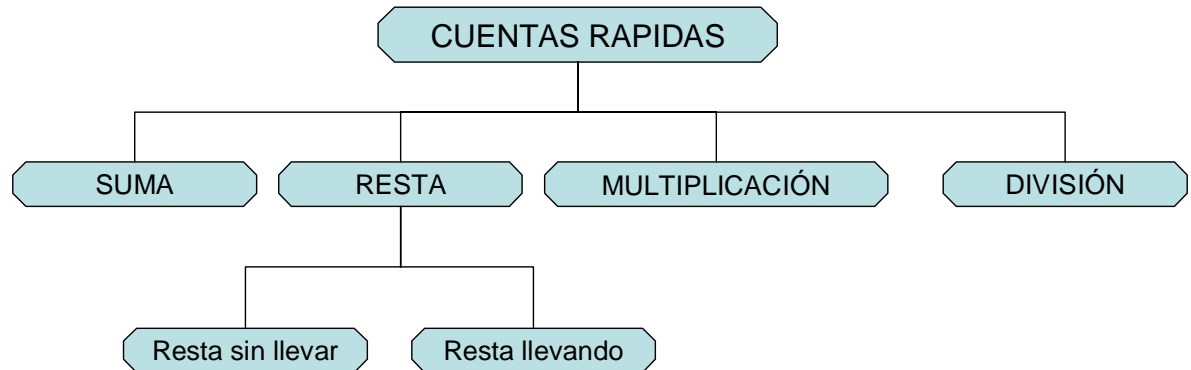 CUENTAS RAPIDAS
SUMA
RESTA
MULTIPLICACIÓN
DIVISIÓN
Resta sin llevar
Resta llevando